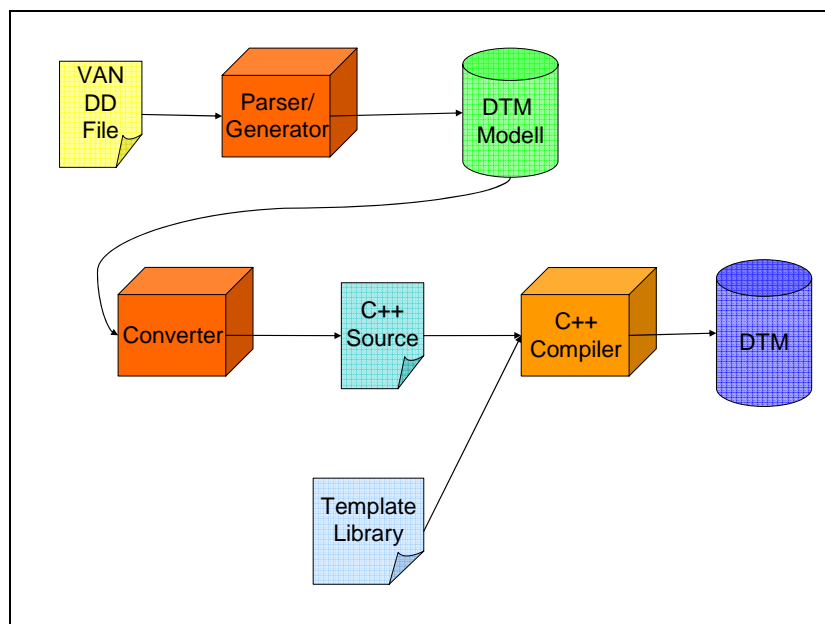 VAN
DD
File
Parser/
Generator
DTM
Modell
Converter
C++
Source
C++
Compiler
DTM
Template
Library